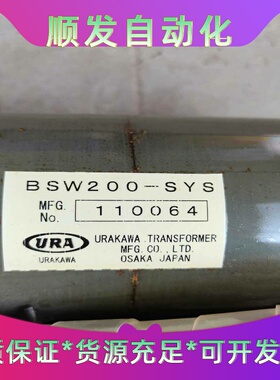 顺发自动化
BSW200-SYS
MFG. No. 110064
URA URAKAWA TRANSFORMER
MFG. CO., LTD.
URAKAWA OSAKA JAPAN
质保证*货源充足*可开发